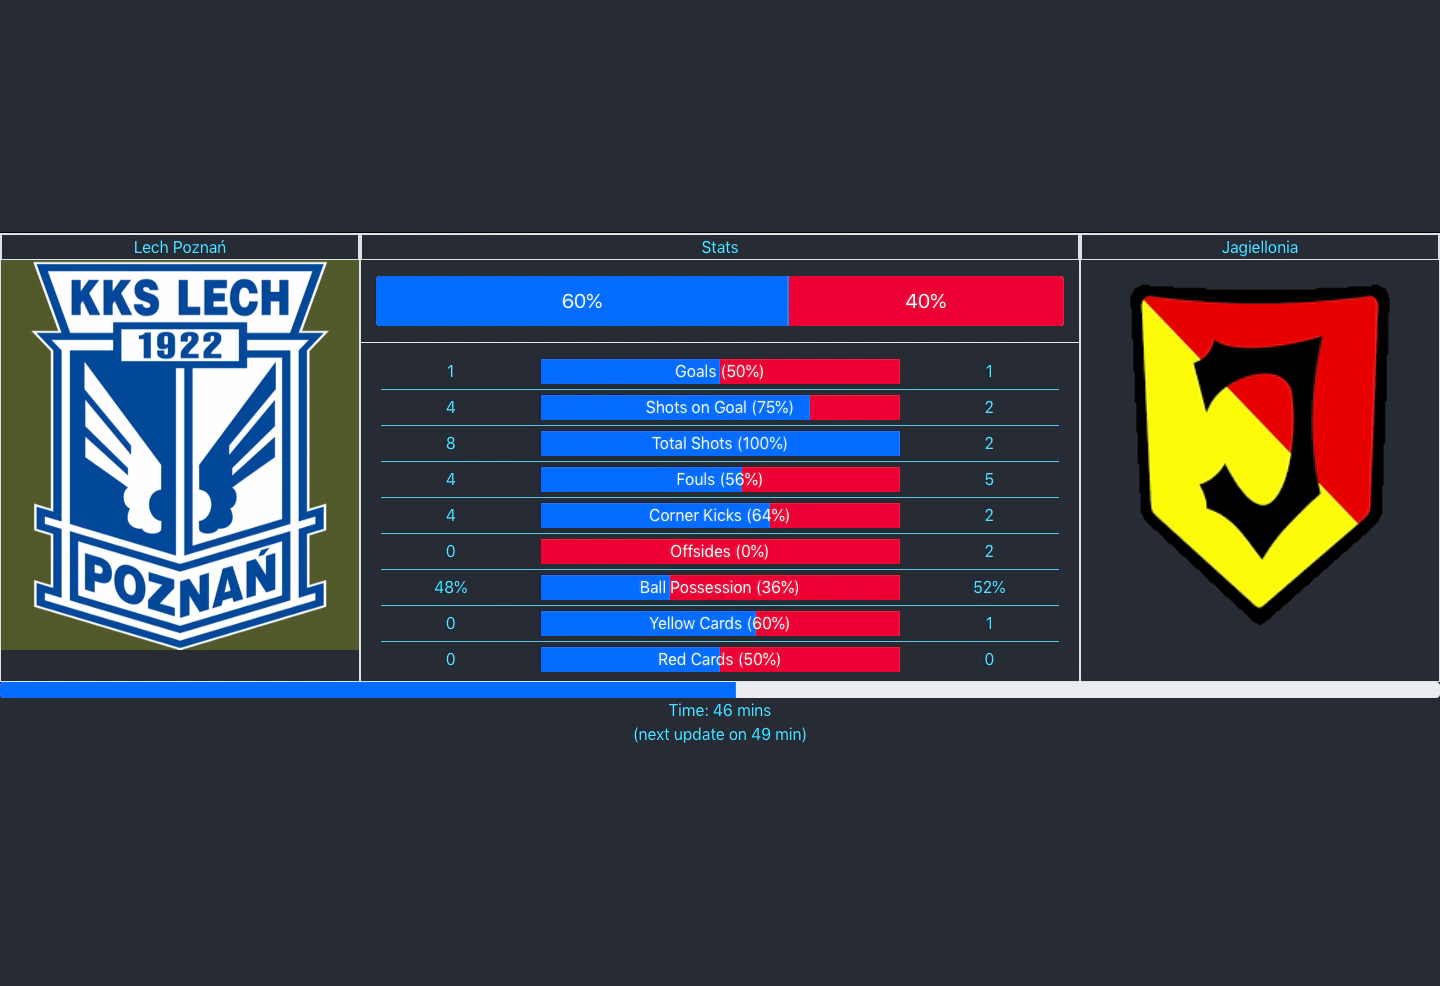 Lech Poznań Stats Jagiellonia
KKS LECH
1922
POZNAŃ
60% 40%
1 Goals (50%) 1
4 Shots on Goal (75%) 2
8 Total Shots (100%) 2
4 Fouls (56%) 5
4 Corner Kicks (64%) 2
0 Offsides (0%) 2
48% Ball Possession (36%) 52%
0 Yellow Cards (60%) 1
0 Red Cards (50%) 0
J
Time: 46 mins
(next update on 49 min)